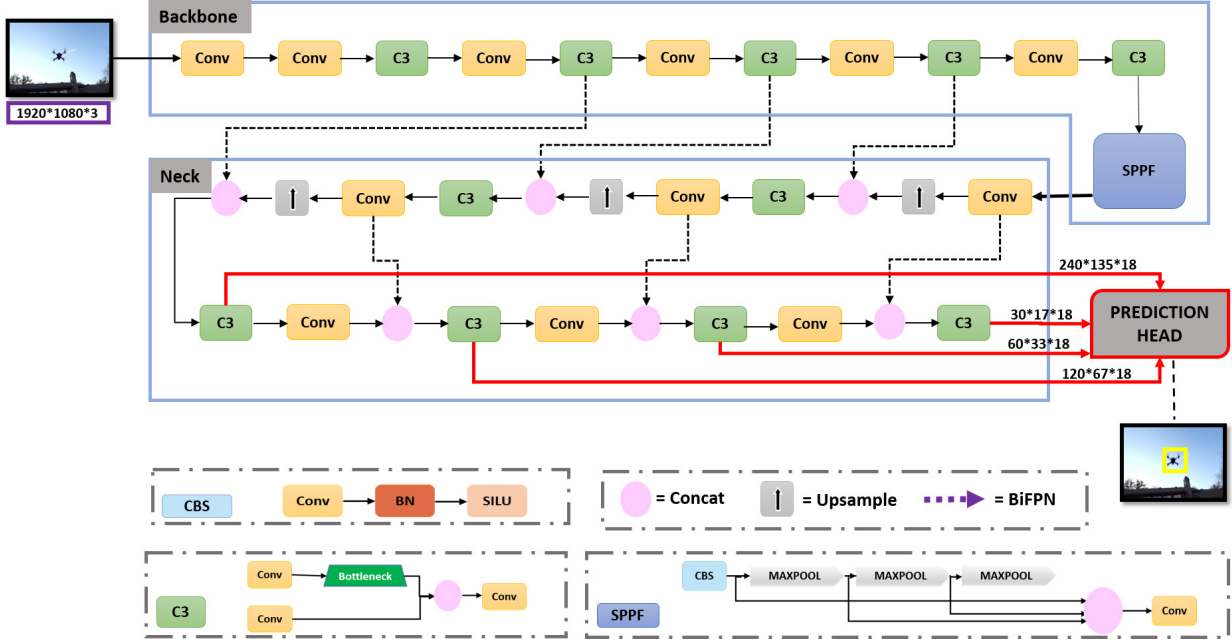 Backbone
Conv
Conv
C3
Conv
C3
Conv
C3
Conv
C3
Conv
C3
1920*1080*3
SPPF
Neck
Conv
C3
Conv
C3
Conv
240*135*18
C3
Conv
C3
Conv
C3
Conv
C3
30*17*18
60*33*18
120*67*18
PREDICTION
HEAD
CBS
Conv
BN
SILU
= Concat
= Upsample
= BiFPN
C3
Conv
Bottleneck
Conv
Conv
SPPF
CBS
MAXPOOL
MAXPOOL
MAXPOOL
Conv